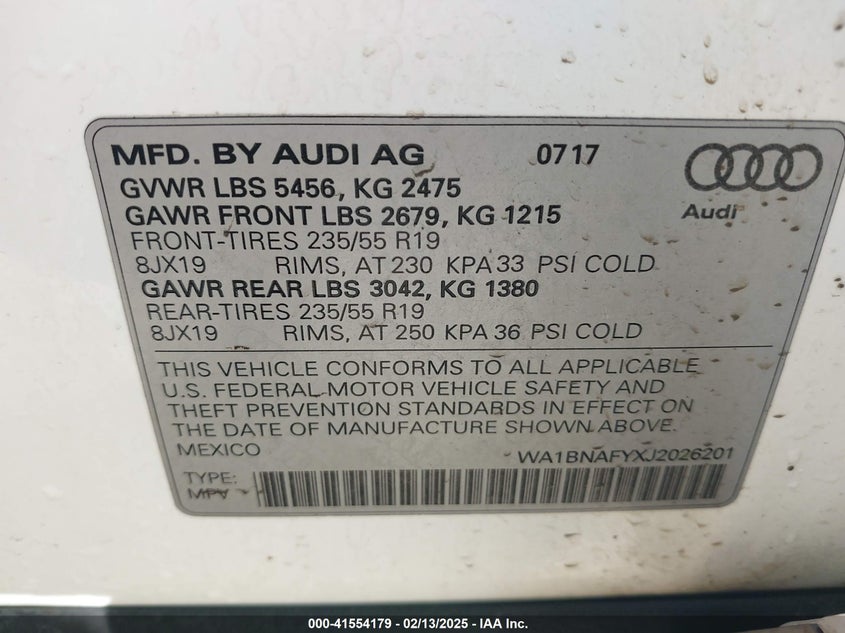 MFD. BY AUDI AG 0717
Audi
GVWR LBS 5456, KG 2475
GAWR FRONT LBS 2679, KG 1215
FRONT-TIRES 235/55 R19
8JX19 RIMS, AT 230 KPA 33 PSI COLD
GAWR REAR LBS 3042, KG 1380
REAR-TIRES 235/55 R19
8JX19 RIMS, AT 250 KPA 36 PSI COLD
THIS VEHICLE CONFORMS TO ALL APPLICABLE
U.S. FEDERAL MOTOR VEHICLE SAFETY AND
THEFT PREVENTION STANDARDS IN EFFECT ON
THE DATE OF MANUFACTURE SHOWN ABOVE.
MEXICO WA1BNAFYXJ2026201
TYPE:
MPV
000-41554179 - 02/13/2025 - IAA Inc.